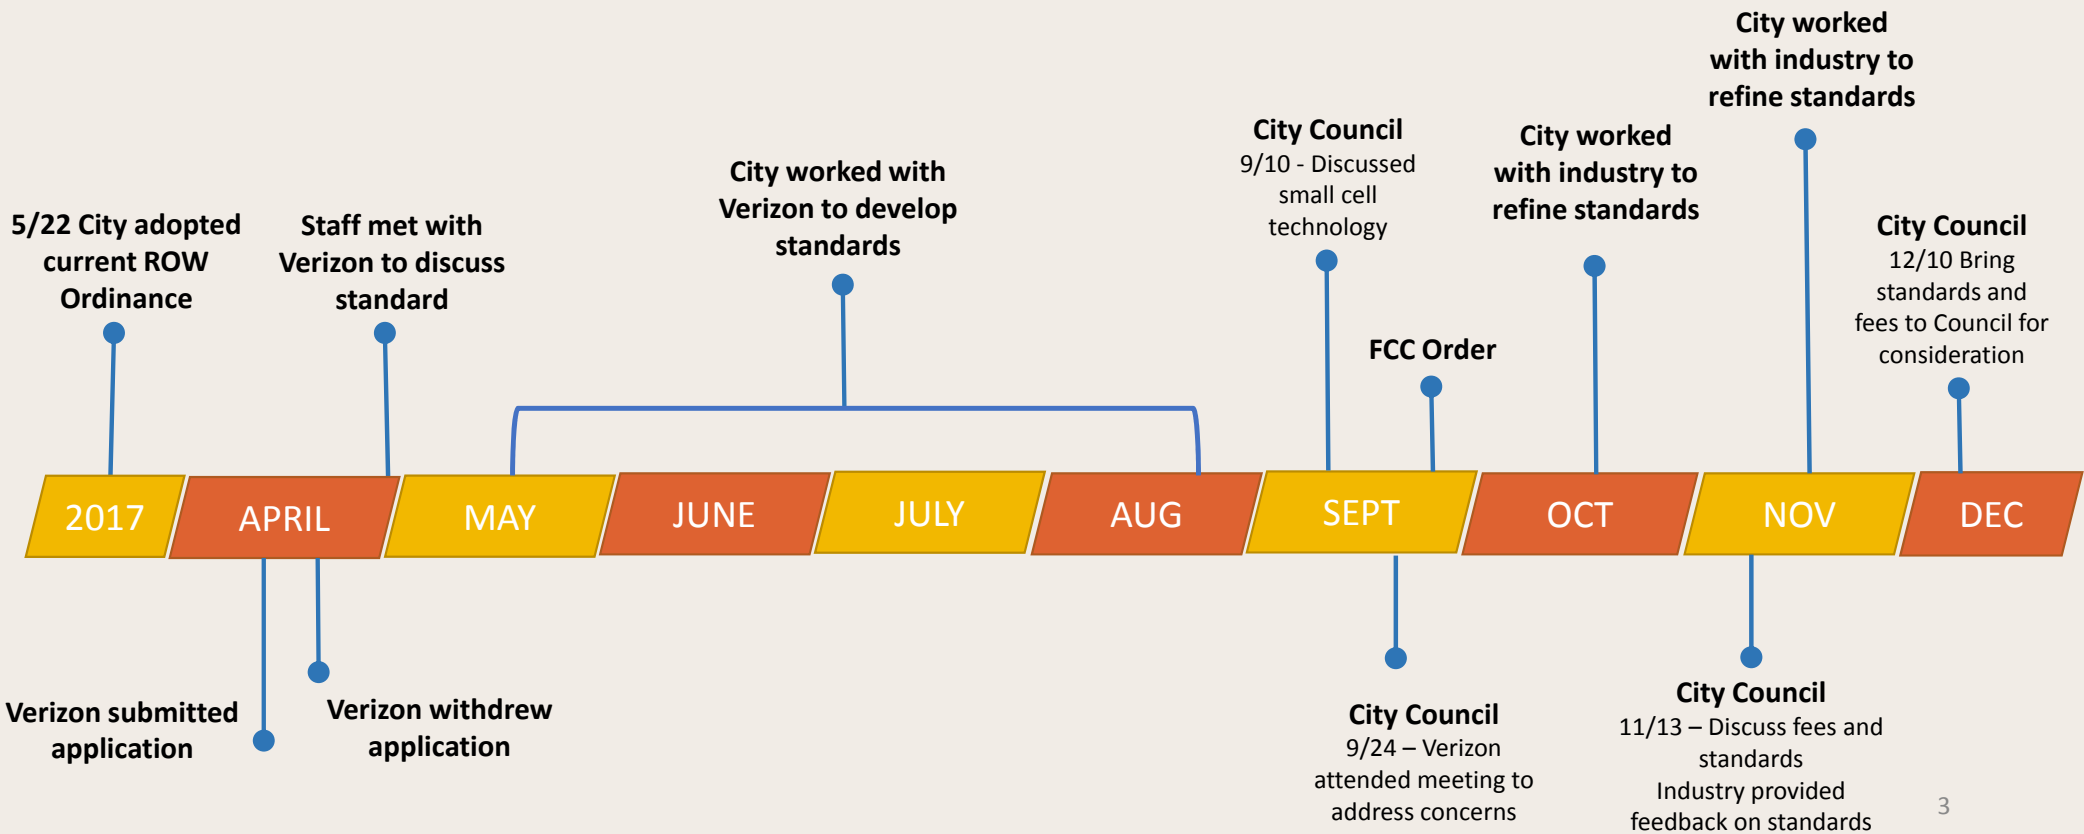 5/22 City adopted
current ROW
Ordinance
Staff met with
Verizon to discuss
standard
City worked with
Verizon to develop
standards
City Council
9/10 - Discussed
small cell
technology
FCC Order
City worked
with industry to
refine standards
City worked
with industry to
refine standards
City Council
12/10 Bring
standards and
fees to Council for
consideration
2017
APRIL
MAY
JUNE
JULY
AUG
SEPT
OCT
NOV
DEC
Verizon submitted
application
Verizon withdrew
application
City Council
9/24 – Verizon
attended meeting to
address concerns
City Council
11/13 – Discuss fees and
standards
Industry provided
feedback on standards
3